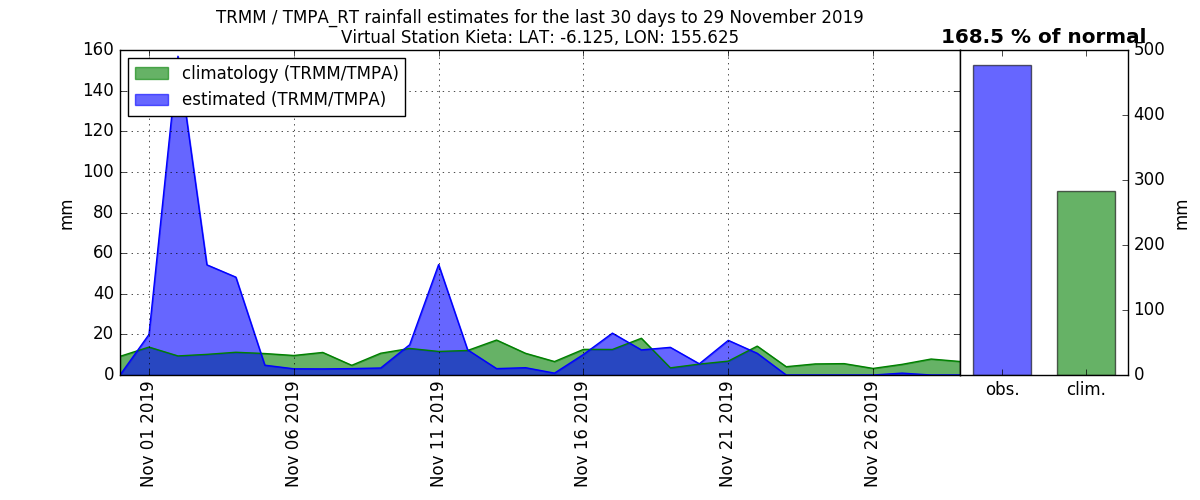 TRMM / TMPA_RT rainfall estimates for the last 30 days to 29 November 2019
Virtual Station Kieta: LAT: -6.125, LON: 155.625
168.5 % of normal
climatology (TRMM/TMPA)
estimated (TRMM/TMPA)
mm
160
140
120
100
80
60
40
20
0
Nov 01 2019
Nov 06 2019
Nov 11 2019
Nov 16 2019
Nov 21 2019
Nov 26 2019
obs.
clim.
500
400
300
200
100
0
mm